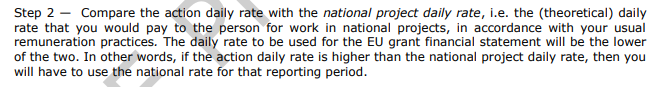 Step 2 — Compare the action daily rate with the national project daily rate, i.e. the (theoretical) daily
rate that you would pay to the person for work in national projects, in accordance with your usual
remuneration practices. The daily rate to be used for the EU grant financial statement will be the lower
of the two. In other words, if the action daily rate is higher than the national project daily rate, then you
will have to use the national rate for that reporting period.